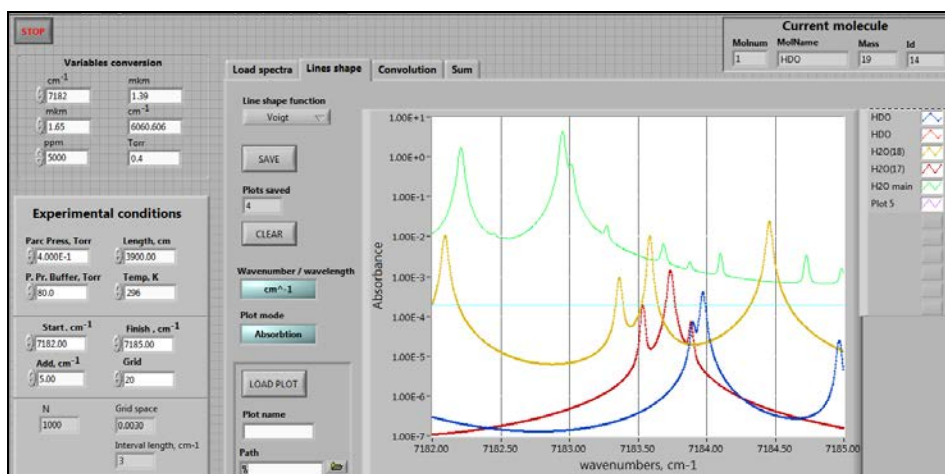 STOP
Current molecule
Molnum MolName Mass Id
1 HDO 19 14
Variables conversion
cm-1 mkm
7182 1.39
mkm cm-1
1.65 6060.606
ppm Torr
5000 0.4
Experimental conditions
Parc Press, Torr Length, cm
4.000E-1 3900.00
P. Pr. Buffer, Torr Temp, K
80.0 296
Start, cm-1 Finish, cm-1
7182.00 7185.00
Add, cm-1 Grid
5.00 20
N Grid space
1000 0.0030
Interval length, cm-1
3
Load spectra Lines shape Convolution Sum
Line shape function
Voigt
SAVE
Plots saved
4
CLEAR
Wavenumber / wavelength
cm^-1
Plot mode
Absorbtion
LOAD PLOT
Plot name
Path
%
Absorbance
1.00E+1
1.00E+0
1.00E-1
1.00E-2
1.00E-3
1.00E-4
1.00E-5
1.00E-6
1.00E-7
7182.00 7182.50 7183.00 7183.50 7184.00 7184.50 7185.00
wavenumbers, cm-1
HDO
HDO
H2O(18)
H2O(17)
H2O main
Plot 5